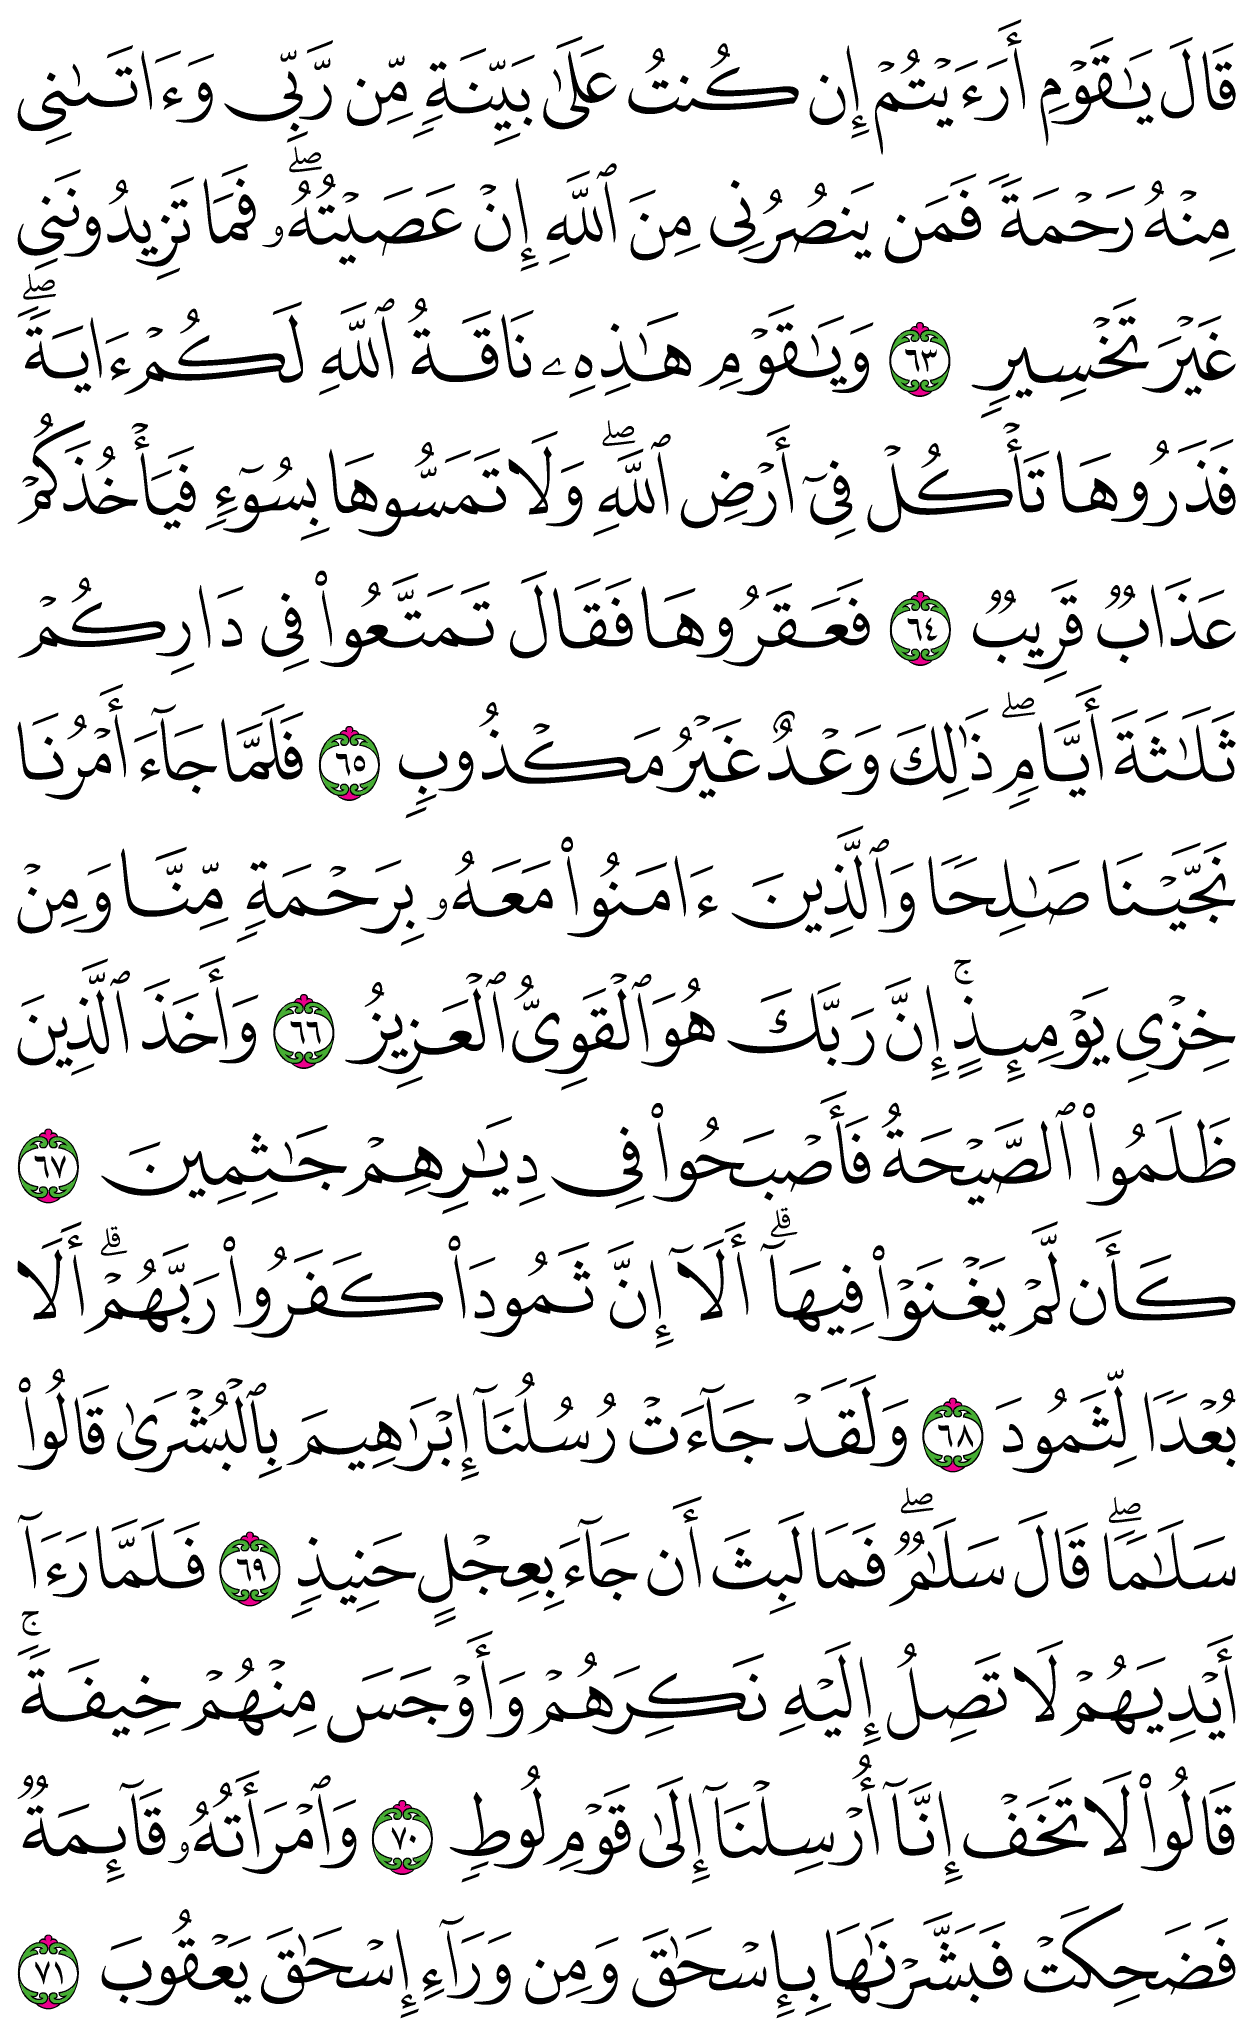 قَالَ يَـٰقَوۡمِ أَرَءَيۡتُمۡ إِن كُنتُ عَلَىٰ بَيِّنَةٖ مِّن رَّبِّي وَءَاتَىٰنِي
مِنۡهُ رَحۡمَةٗ فَمَن يَنصُرُنِي مِنَ ٱللَّهِ إِنۡ عَصَيۡتُهُۥۖ فَمَا تَزِيدُونَنِي
غَيۡرَ تَخۡسِيرٖ ٦٣ وَيَـٰقَوۡمِ هَـٰذِهِۦ نَاقَةُ ٱللَّهِ لَكُمۡ ءَايَةٗۖ
فَذَرُوهَا تَأۡكُلۡ فِيٓ أَرۡضِ ٱللَّهِۖ وَلَا تَمَسُّوهَا بِسُوٓءٖ فَيَأۡخُذَكُمۡ
عَذَابٞ قَرِيبٞ ٦٤ فَعَقَرُوهَا فَقَالَ تَمَتَّعُواْ فِي دَارِكُمۡ
ثَلَـٰثَةَ أَيَّامٖۖ ذَٰلِكَ وَعۡدٌ غَيۡرُ مَكۡذُوبٖ ٦٥ فَلَمَّا جَآءَ أَمۡرُنَا
نَجَّيۡنَا صَـٰلِحٗا وَٱلَّذِينَ ءَامَنُواْ مَعَهُۥ بِرَحۡمَةٖ مِّنَّا وَمِنۡ
خِزۡيِ يَوۡمِئِذٍۚ إِنَّ رَبَّكَ هُوَ ٱلۡقَوِيُّ ٱلۡعَزِيزُ ٦٦ وَأَخَذَ ٱلَّذِينَ
ظَلَمُواْ ٱلصَّيۡحَةُ فَأَصۡبَحُواْ فِي دِيَـٰرِهِمۡ جَـٰثِمِينَ ٦٧
كَأَن لَّمۡ يَغۡنَوۡاْ فِيهَآۗ أَلَآ إِنَّ ثَمُودَاْ كَفَرُواْ رَبَّهُمۡۗ أَلَا
بُعۡدٗا لِّثَمُودَ ٦٨ وَلَقَدۡ جَآءَتۡ رُسُلُنَآ إِبۡرَٰهِيمَ بِٱلۡبُشۡرَىٰ قَالُواْ
سَلَـٰمٗاۖ قَالَ سَلَـٰمٞۖ فَمَا لَبِثَ أَن جَآءَ بِعِجۡلٍ حَنِيذٖ ٦٩ فَلَمَّا رَءَآ
أَيۡدِيَهُمۡ لَا تَصِلُ إِلَيۡهِ نَكِرَهُمۡ وَأَوۡجَسَ مِنۡهُمۡ خِيفَةٗۚ
قَالُواْ لَا تَخَفۡ إِنَّآ أُرۡسِلۡنَآ إِلَىٰ قَوۡمِ لُوطٖ ٧٠ وَٱمۡرَأَتُهُۥ قَآئِمَةٞ
فَضَحِكَتۡ فَبَشَّرۡنَـٰهَا بِإِسۡحَـٰقَ وَمِن وَرَآءِ إِسۡحَـٰقَ يَعۡقُوبَ ٧١